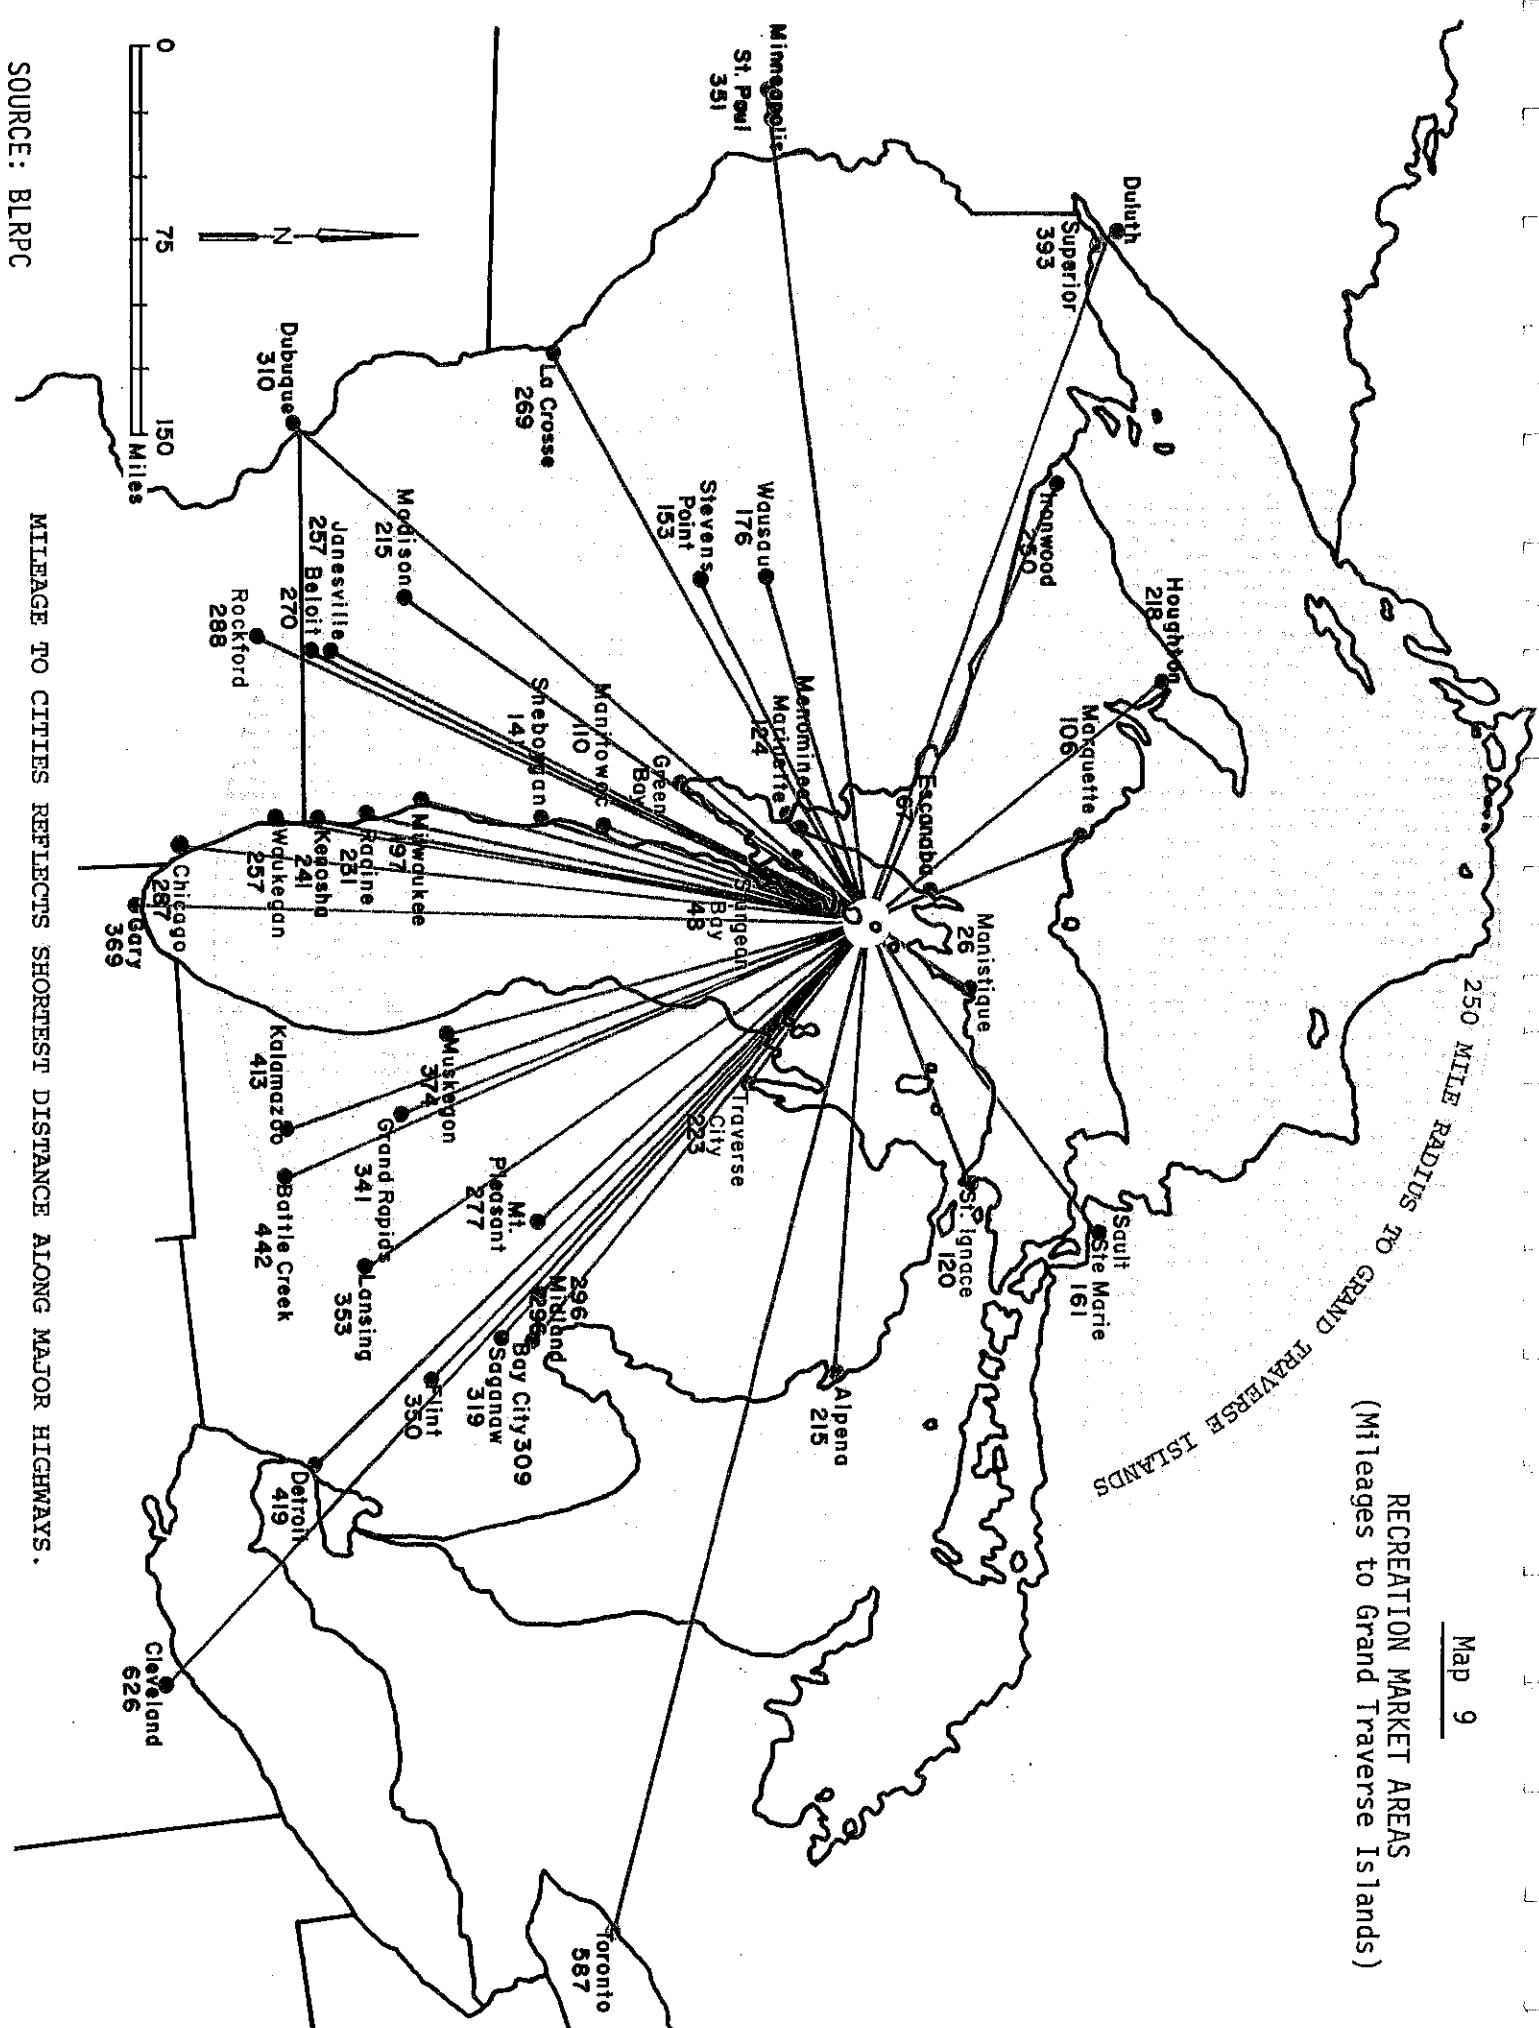 Map 9
RECREATION MARKET AREAS
(Mileages to Grand Traverse Islands)
250 MILE RADIUS TO GRAND TRAVERSE ISLANDS
Duluth
Superior
393
Minneapolis
St. Paul
351
Houghton
218
Ironwood
250
Marquette
106
Escanaba
67
Manistique
26
Sault
Ste Marie
161
St. Ignace
120
Wausau
176
Stevens
Point
153
La Crosse
269
Menominee
Marinette
124
Green
Bay
Sturgeon
Bay
48
Manitowoc
110
Sheboygan
141
Madison
215
Janesville
257
Beloit
270
Rockford
288
Dubuque
310
Milwaukee
197
Racine
231
Kenosha
241
Waukegan
257
Chicago
287
Gary
369
Traverse
City
223
Alpena
215
Muskegon
374
Grand Rapids
341
Kalamazoo
413
Battle Creek
442
Lansing
353
Mt.
Pleasant
277
296
Midland
296
Bay City 309
Saganaw
319
Flint
350
Detroit
419
Cleveland
626
Toronto
587
N
0 75 150
Miles
MILEAGE TO CITIES REFLECTS SHORTEST DISTANCE ALONG MAJOR HIGHWAYS.
SOURCE: BLRPC